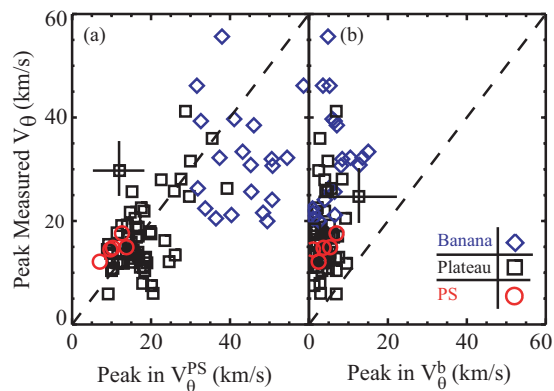 60
(a)
(b)
40
20
0
Peak Measured V_θ (km/s)
Banana
Plateau
PS
0 20 40 0 20 40 60
Peak in V_θ^PS (km/s) Peak in V_θ^b (km/s)